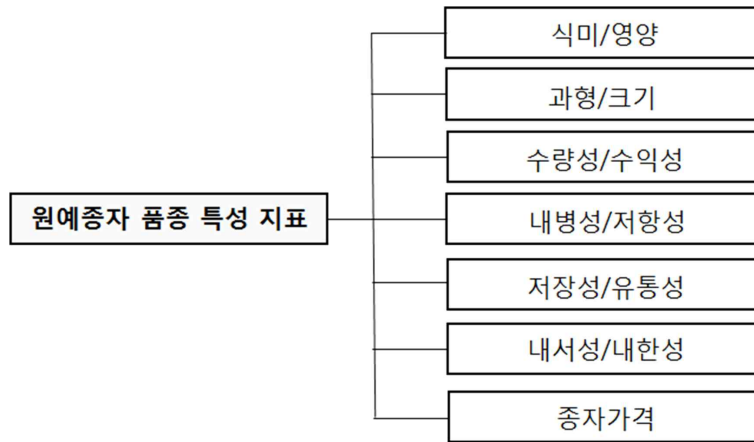 식미/영양
과형/크기
수량성/수익성
원예종자 품종 특성 지표
내병성/저항성
저장성/유통성
내서성/내한성
종자가격